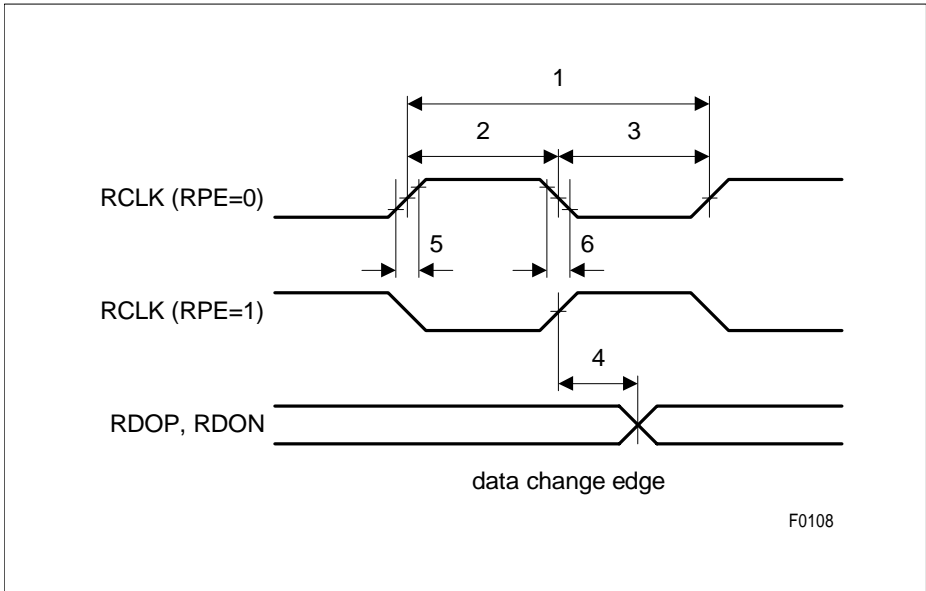 1
2 3
RCLK (RPE=0)
5 6
RCLK (RPE=1)
4
RDOP, RDON
data change edge
F0108